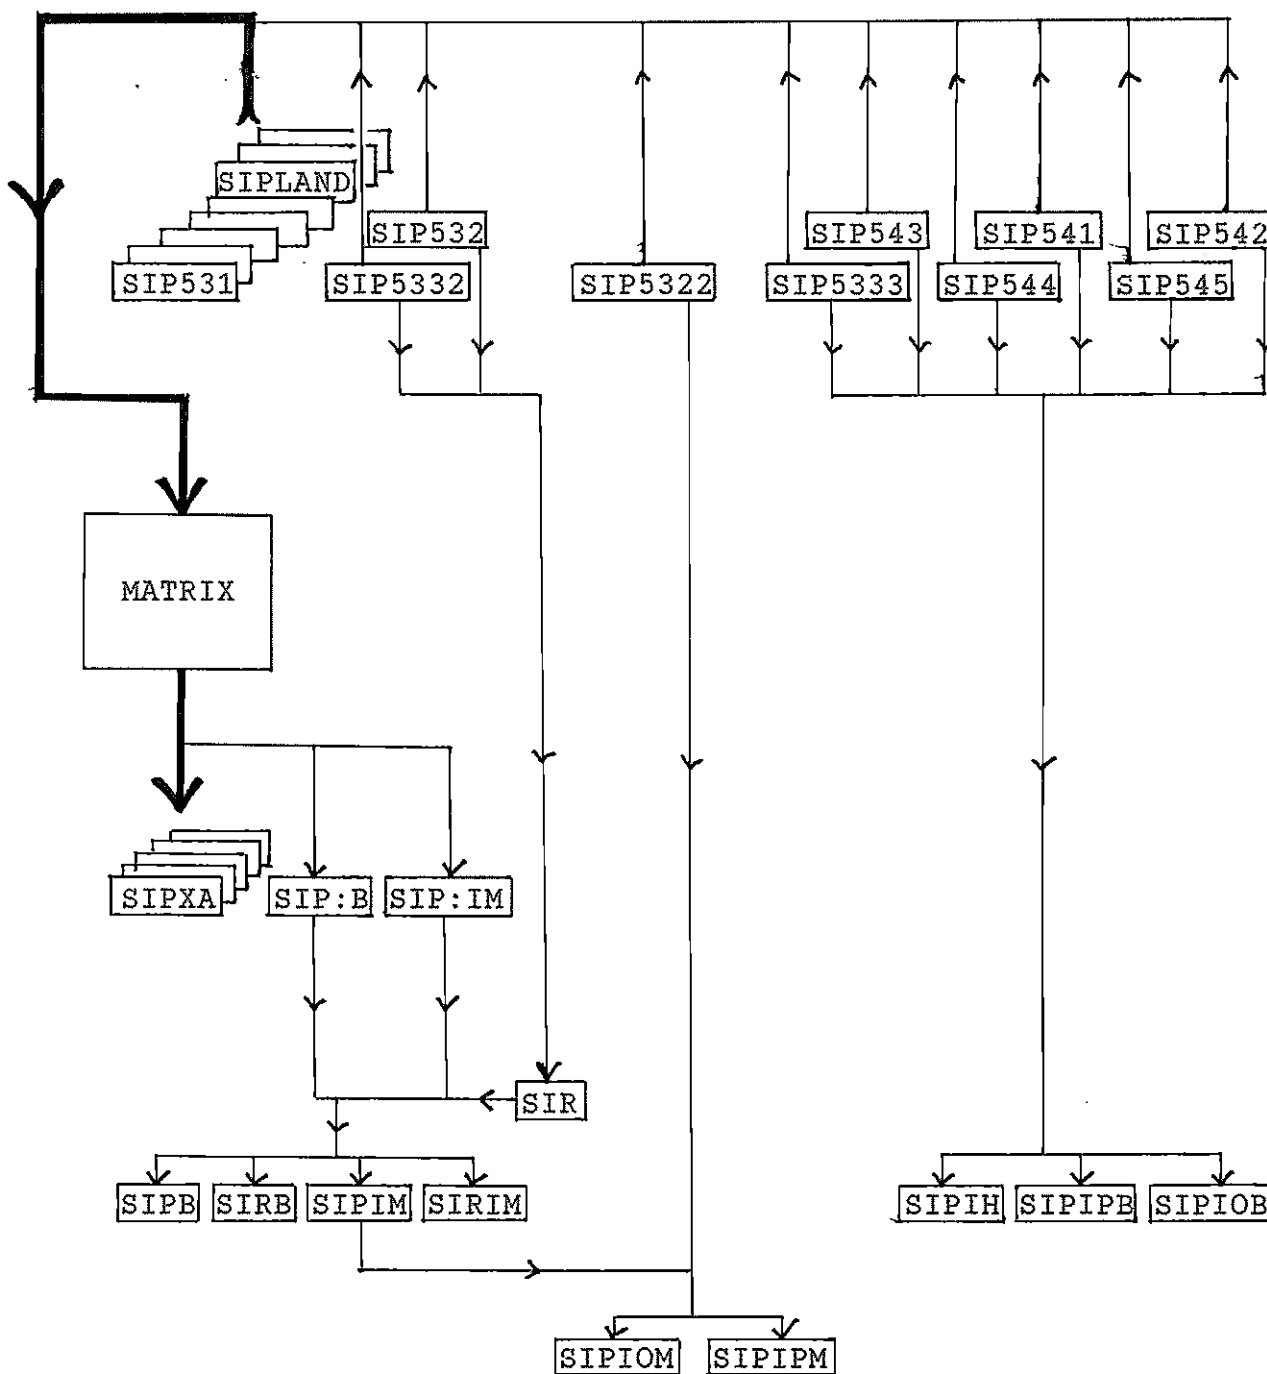 SIPLAND
SIP532 SIP543 SIP541 SIP542
SIP531 SIP5332 SIP5322 SIP5333 SIP544 SIP545
MATRIX
SIPXA SIP:B SIP:IM
SIR
SIPB SIRB SIPIM SIRIM SIPIH SIPIPB SIPIOB
SIPIOM SIPIPM